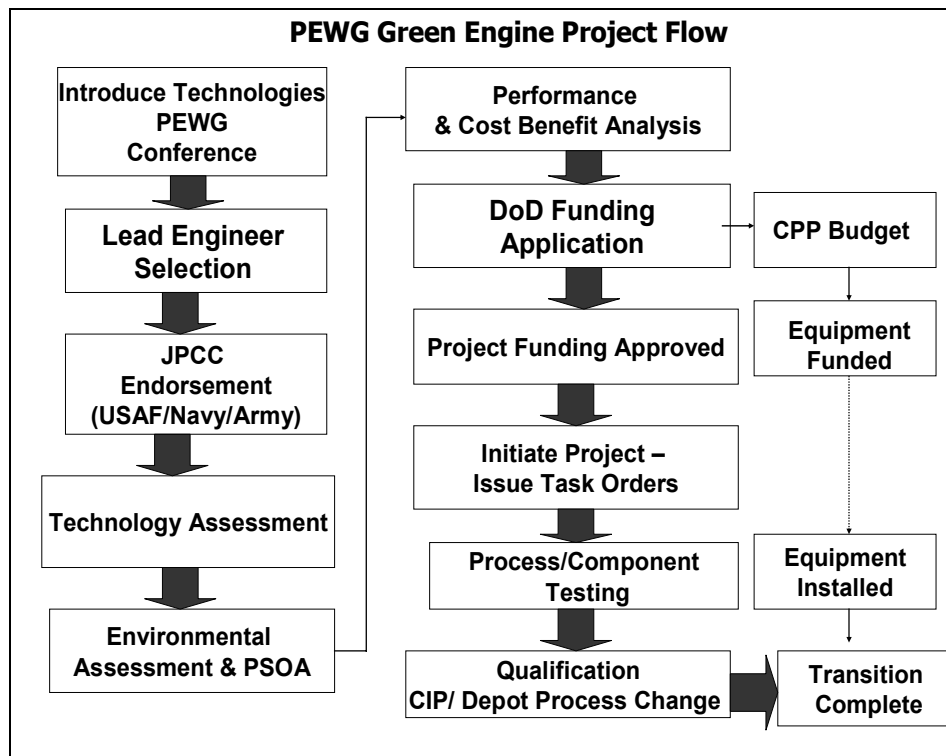 PEWG Green Engine Project Flow
Introduce Technologies
PEWG
Conference
Lead Engineer
Selection
JPCC
Endorsement
(USAF/Navy/Army)
Technology Assessment
Environmental
Assessment & PSOA
Performance
& Cost Benefit Analysis
DoD Funding
Application
Project Funding Approved
Initiate Project –
Issue Task Orders
Process/Component
Testing
Qualification
CIP/ Depot Process Change
CPP Budget
Equipment
Funded
Equipment
Installed
Transition
Complete